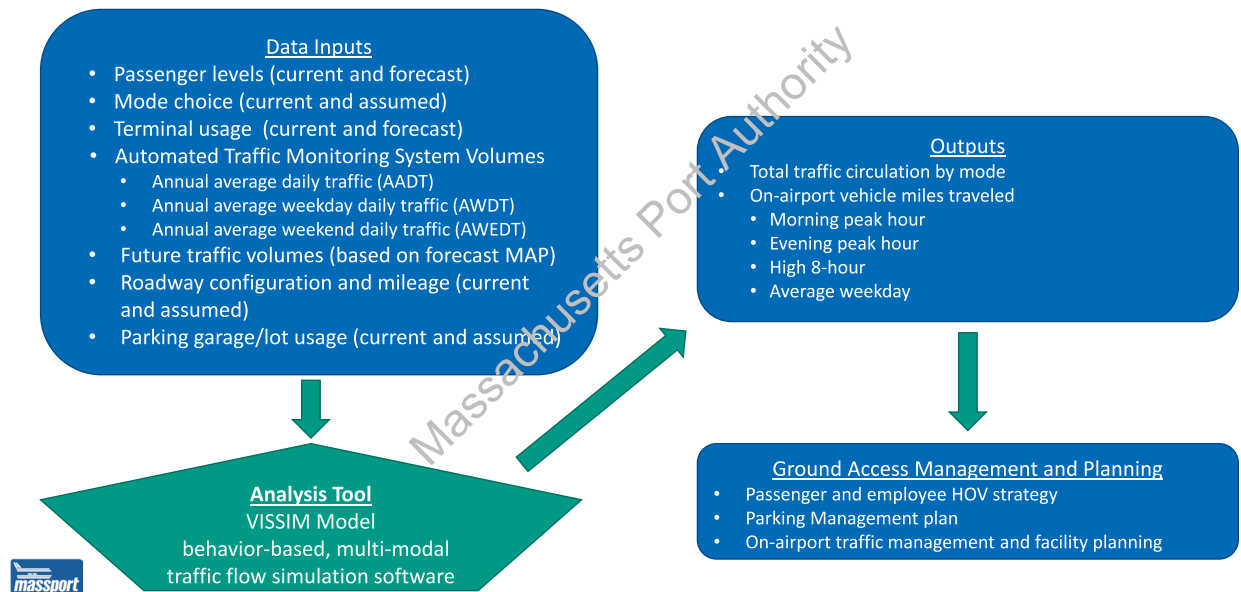 Data Inputs
• Passenger levels (current and forecast)
• Mode choice (current and assumed)
• Terminal usage (current and forecast)
• Automated Traffic Monitoring System Volumes
• Annual average daily traffic (AADT)
• Annual average weekday daily traffic (AWDT)
• Annual average weekend daily traffic (AWEDT)
• Future traffic volumes (based on forecast MAP)
• Roadway configuration and mileage (current
and assumed)
• Parking garage/lot usage (current and assumed)
Analysis Tool
VISSIM Model
behavior-based, multi-modal
traffic flow simulation software
Outputs
• Total traffic circulation by mode
• On-airport vehicle miles traveled
• Morning peak hour
• Evening peak hour
• High 8-hour
• Average weekday
Ground Access Management and Planning
• Passenger and employee HOV strategy
• Parking Management plan
• On-airport traffic management and facility planning
Massachusetts Port Authority
massport